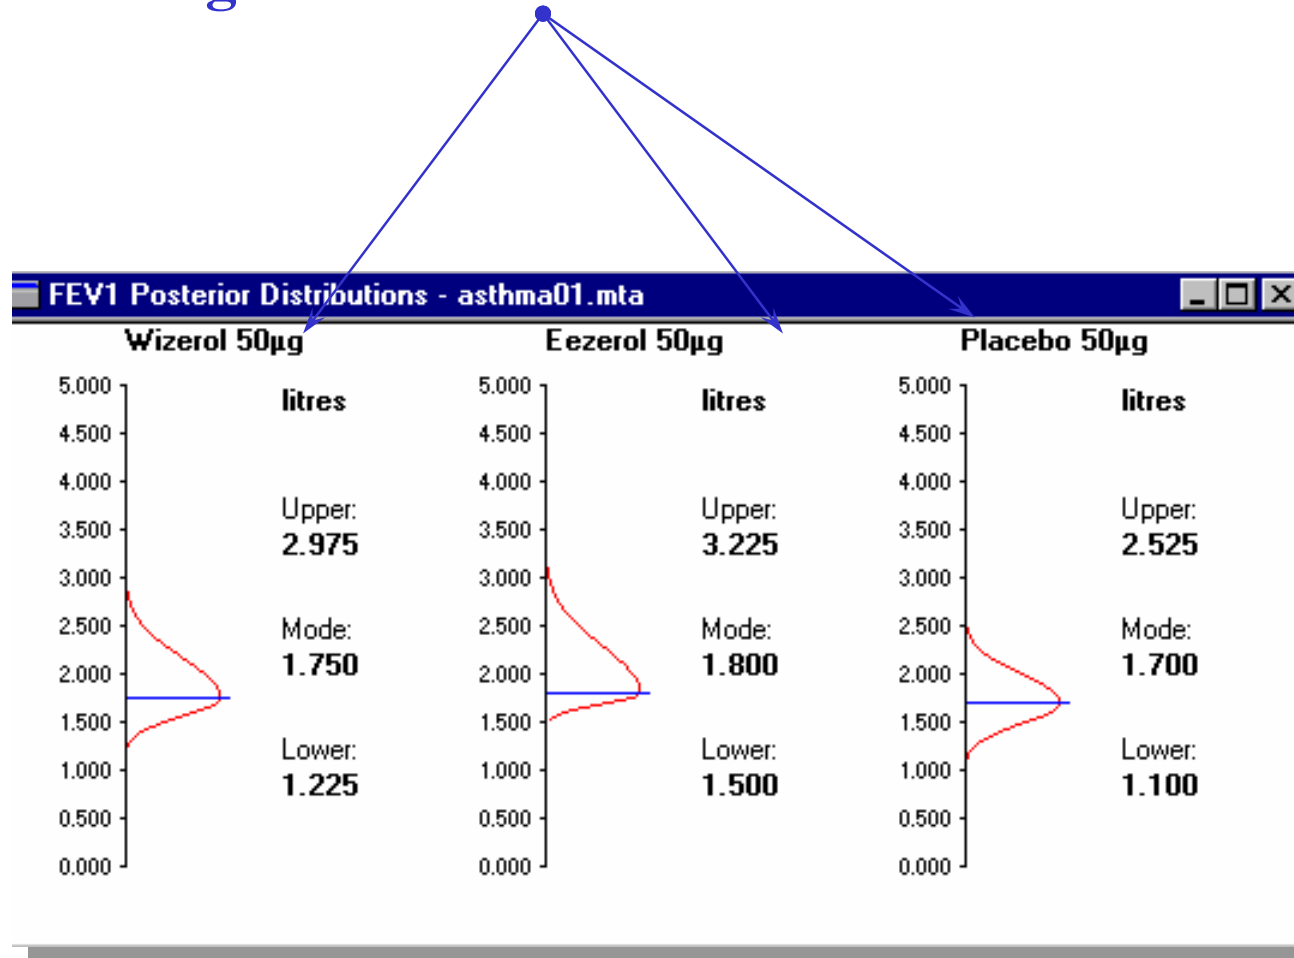 g
FEV1 Posterior Distributions - asthma01.mta
Wizerol 50µg
Eezerol 50µg
Placebo 50µg
5.000
4.500
4.000
3.500
3.000
2.500
2.000
1.500
1.000
0.500
0.000
litres
Upper:
2.975
Mode:
1.750
Lower:
1.225
5.000
4.500
4.000
3.500
3.000
2.500
2.000
1.500
1.000
0.500
0.000
litres
Upper:
3.225
Mode:
1.800
Lower:
1.500
5.000
4.500
4.000
3.500
3.000
2.500
2.000
1.500
1.000
0.500
0.000
litres
Upper:
2.525
Mode:
1.700
Lower:
1.100